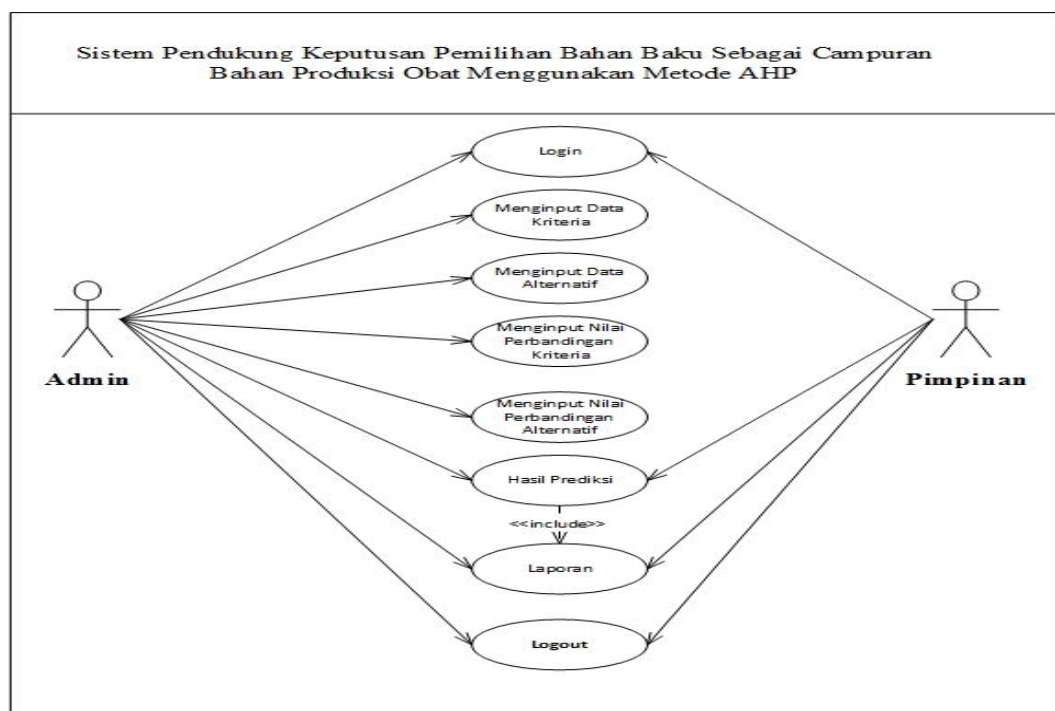 Sistem Pendukung Keputusan Pemilihan Bahan Baku Sebagai Campuran
Bahan Produksi Obat Menggunakan Metode AHP
Login
Menginput Data
Kriteria
Menginput Data
Alternatif
Menginput Nilai
Perbandingan
Kriteria
Admin
Pimpinan
Menginput Nilai
Perbandingan
Alternatif
Hasil Prediksi
<<include>>
Laporan
Logout